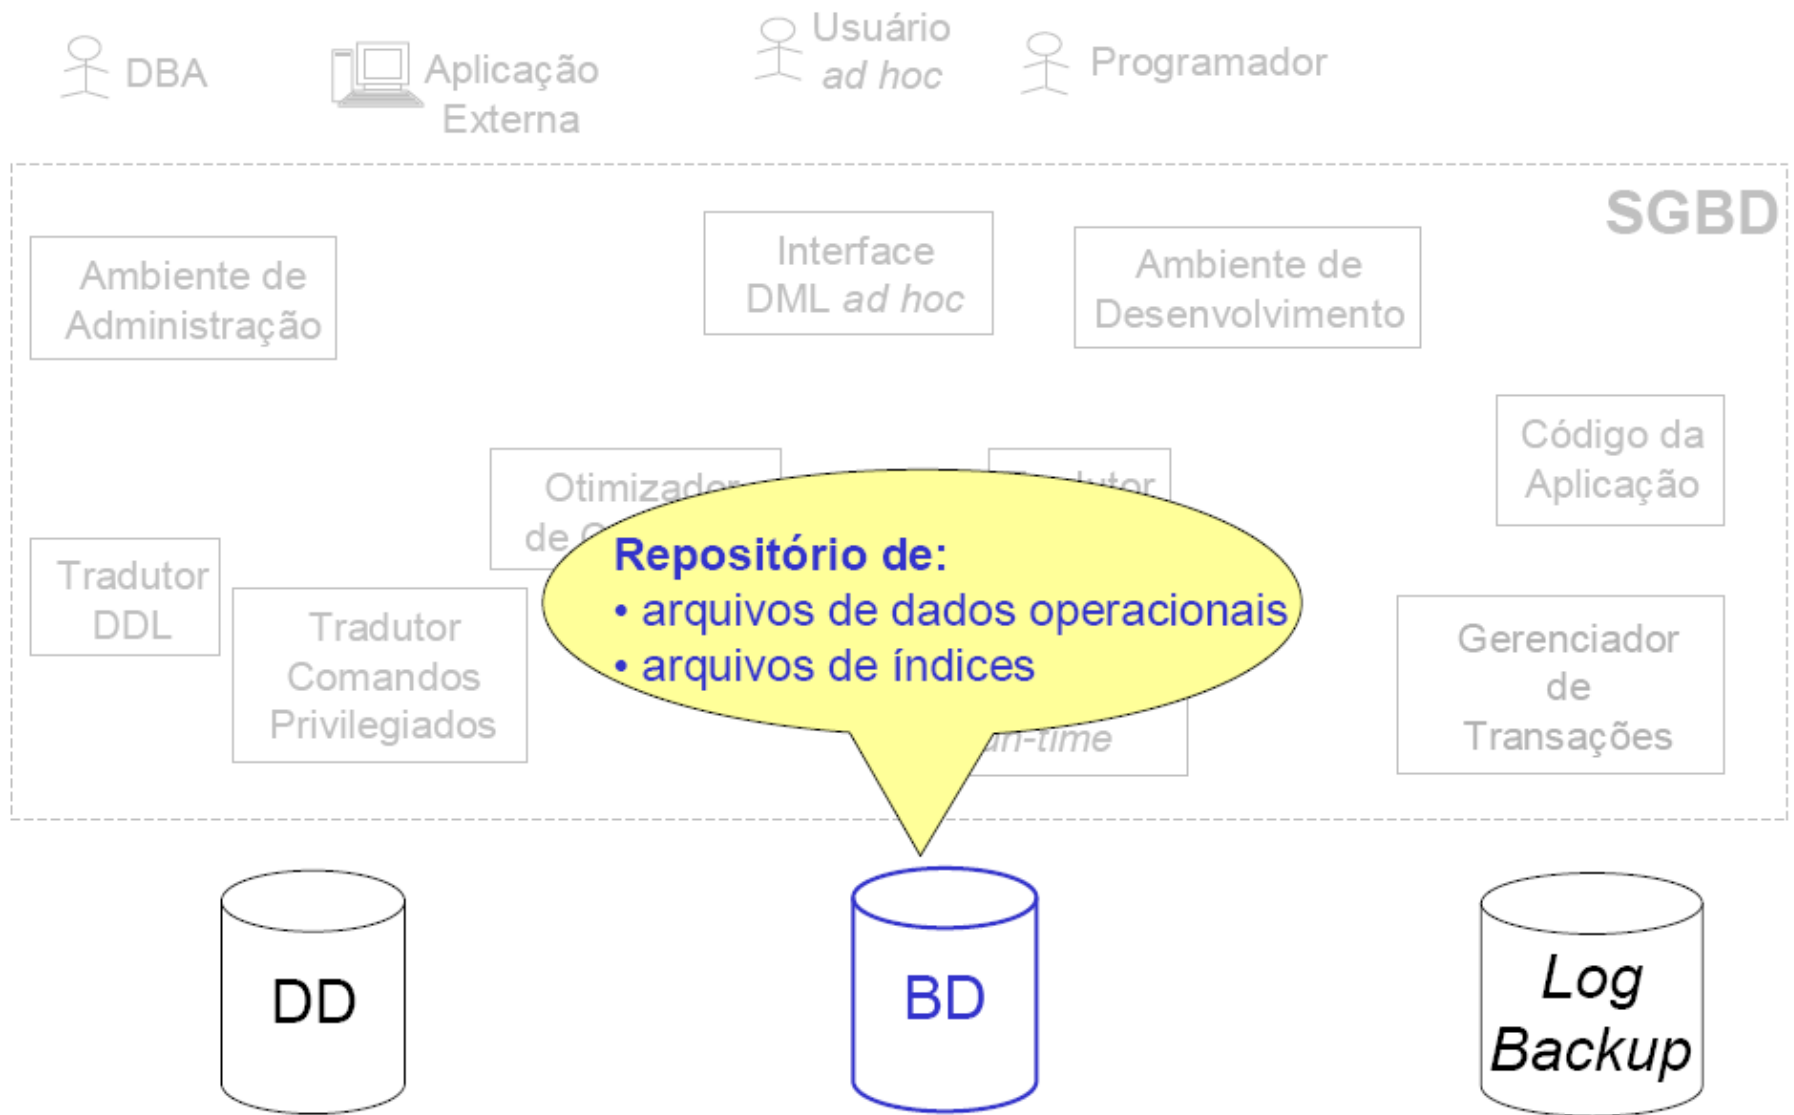 DBA
Aplicação
Externa
Usuário
ad hoc
Programador
SGBD
Ambiente de
Administração
Interface
DML ad hoc
Ambiente de
Desenvolvimento
Código da
Aplicação
Otimizador
de
Tradutor
DDL
Tradutor
Comandos
Privilegiados
Repositório de:
• arquivos de dados operacionais
• arquivos de índices
Gerenciador
de
Transações
DD
BD
Log
Backup